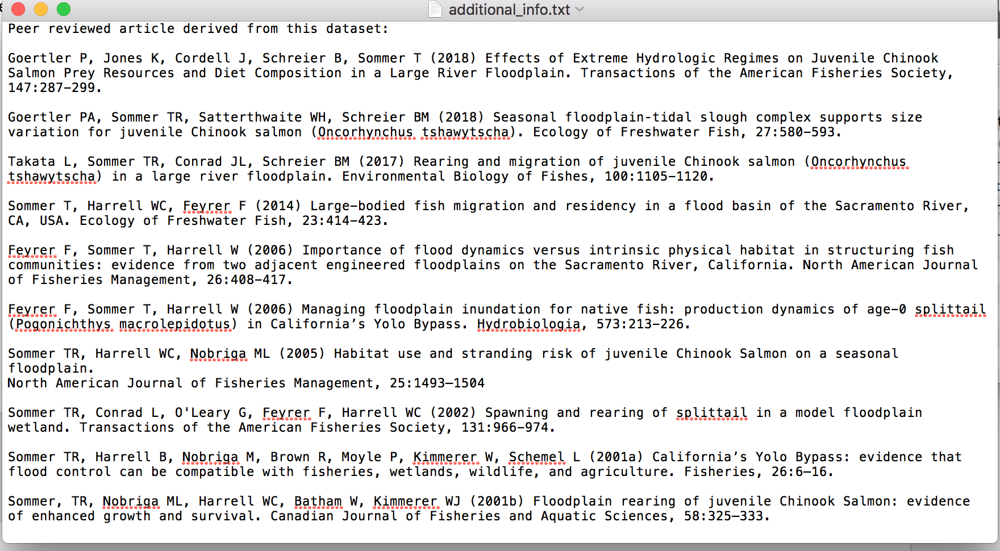 additional_info.txt
Peer reviewed article derived from this dataset:
Goertler P, Jones K, Cordell J, Schreier B, Sommer T (2018) Effects of Extreme Hydrologic Regimes on Juvenile Chinook
Salmon Prey Resources and Diet Composition in a Large River Floodplain. Transactions of the American Fisheries Society,
147:287–299.
Goertler PA, Sommer TR, Satterthwaite WH, Schreier BM (2018) Seasonal floodplain-tidal slough complex supports size
variation for juvenile Chinook salmon (Oncorhynchus tshawytscha). Ecology of Freshwater Fish, 27:580–593.
Takata L, Sommer TR, Conrad JL, Schreier BM (2017) Rearing and migration of juvenile Chinook salmon (Oncorhynchus
tshawytscha) in a large river floodplain. Environmental Biology of Fishes, 100:1105–1120.
Sommer T, Harrell WC, Feyrer F (2014) Large-bodied fish migration and residency in a flood basin of the Sacramento River,
CA, USA. Ecology of Freshwater Fish, 23:414–423.
Feyrer F, Sommer T, Harrell W (2006) Importance of flood dynamics versus intrinsic physical habitat in structuring fish
communities: evidence from two adjacent engineered floodplains on the Sacramento River, California. North American Journal
of Fisheries Management, 26:408–417.
Feyrer F, Sommer T, Harrell W (2006) Managing floodplain inundation for native fish: production dynamics of age-0 splittail
(Pogonichthys macrolepidotus) in California’s Yolo Bypass. Hydrobiologia, 573:213–226.
Sommer TR, Harrell WC, Nobriga ML (2005) Habitat use and stranding risk of juvenile Chinook Salmon on a seasonal
floodplain.
North American Journal of Fisheries Management, 25:1493–1504
Sommer TR, Conrad L, O'Leary G, Feyrer F, Harrell WC (2002) Spawning and rearing of splittail in a model floodplain
wetland. Transactions of the American Fisheries Society, 131:966–974.
Sommer TR, Harrell B, Nobriga M, Brown R, Moyle P, Kimmerer W, Schemel L (2001a) California’s Yolo Bypass: evidence that
flood control can be compatible with fisheries, wetlands, wildlife, and agriculture. Fisheries, 26:6–16.
Sommer, TR, Nobriga ML, Harrell WC, Batham W, Kimmerer WJ (2001b) Floodplain rearing of juvenile Chinook Salmon: evidence
of enhanced growth and survival. Canadian Journal of Fisheries and Aquatic Sciences, 58:325–333.